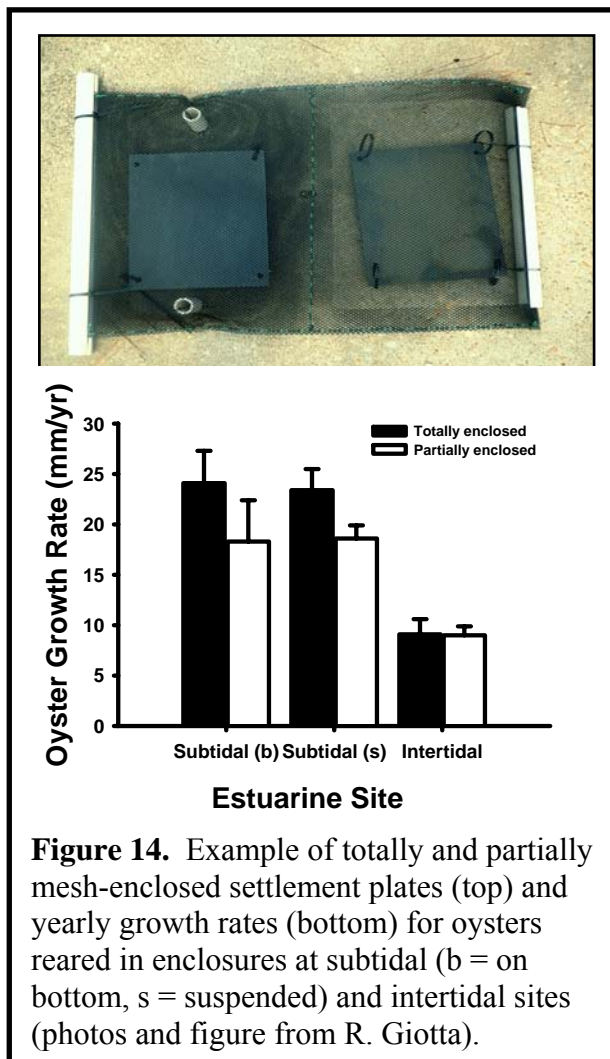 Oyster Growth Rate (mm/yr)
30
25
20
15
10
5
0
Totally enclosed
Partially enclosed
Subtidal (b) Subtidal (s) Intertidal
Estuarine Site
Figure 14. Example of totally and partially
mesh-enclosed settlement plates (top) and
yearly growth rates (bottom) for oysters
reared in enclosures at subtidal (b = on
bottom, s = suspended) and intertidal sites
(photos and figure from R. Giotta).